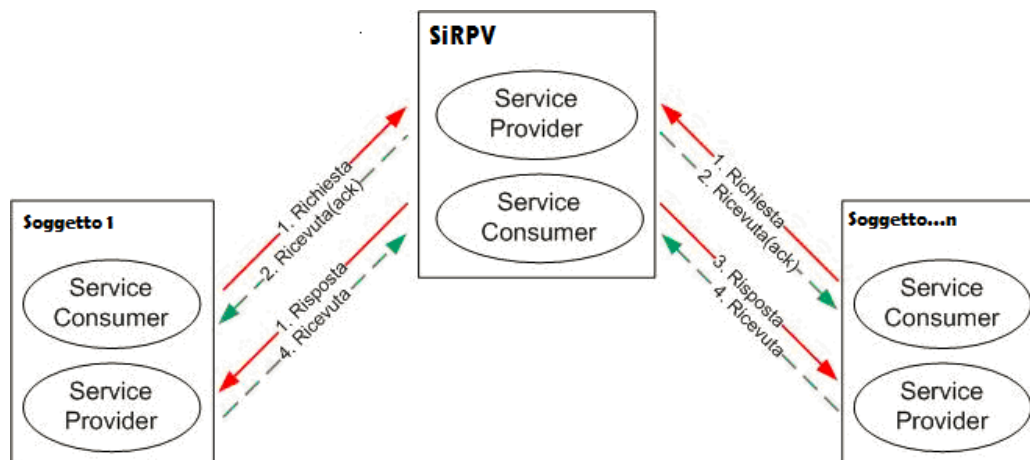 SiRPV
Service
Provider
Service
Consumer
Soggetto 1
Service
Consumer
Service
Provider
1. Richiesta
2. Ricevuta(ack)
1. Risposta
4. Ricevuta
1. Richiesta
2. Ricevuta(ack)
3. Risposta
4. Ricevuta
Soggetto...n
Service
Consumer
Service
Provider